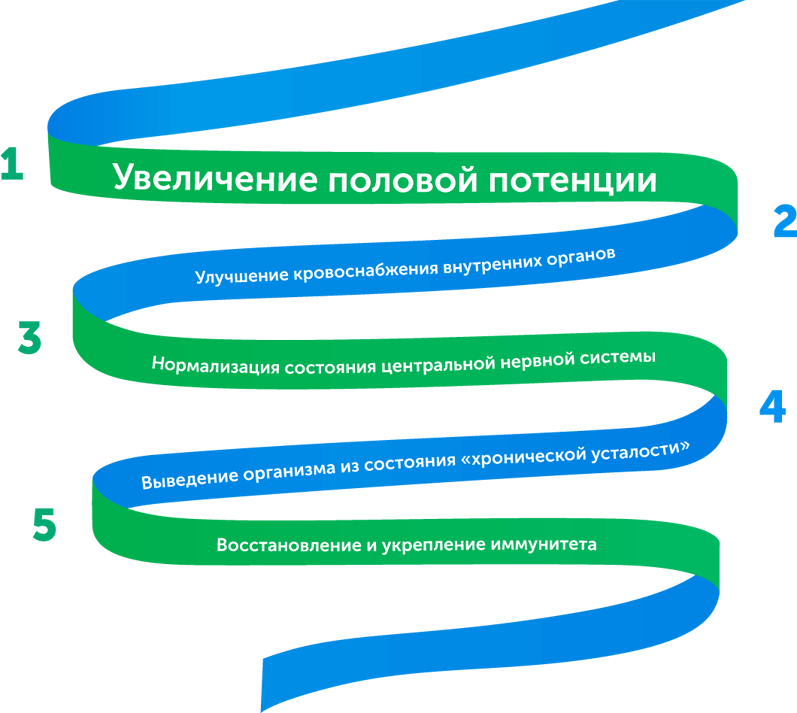 1
Увеличение половой потенции
2
Улучшение кровоснабжения внутренних органов
3
Нормализация состояния центральной нервной системы
4
Выведение организма из состояния «хронической усталости»
5
Восстановление и укрепление иммунитета